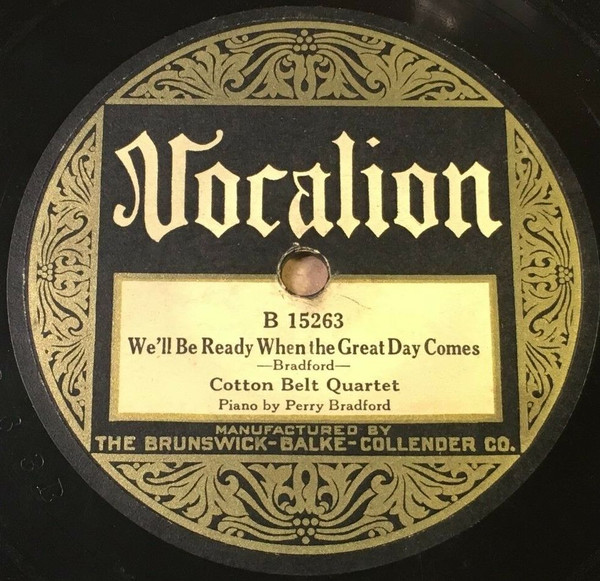 Vocalion
B 15263
We'll Be Ready When the Great Day Comes
—Bradford—
Cotton Belt Quartet
Piano by Perry Bradford
MANUFACTURED BY
THE BRUNSWICK-BALKE-COLLENDER CO.